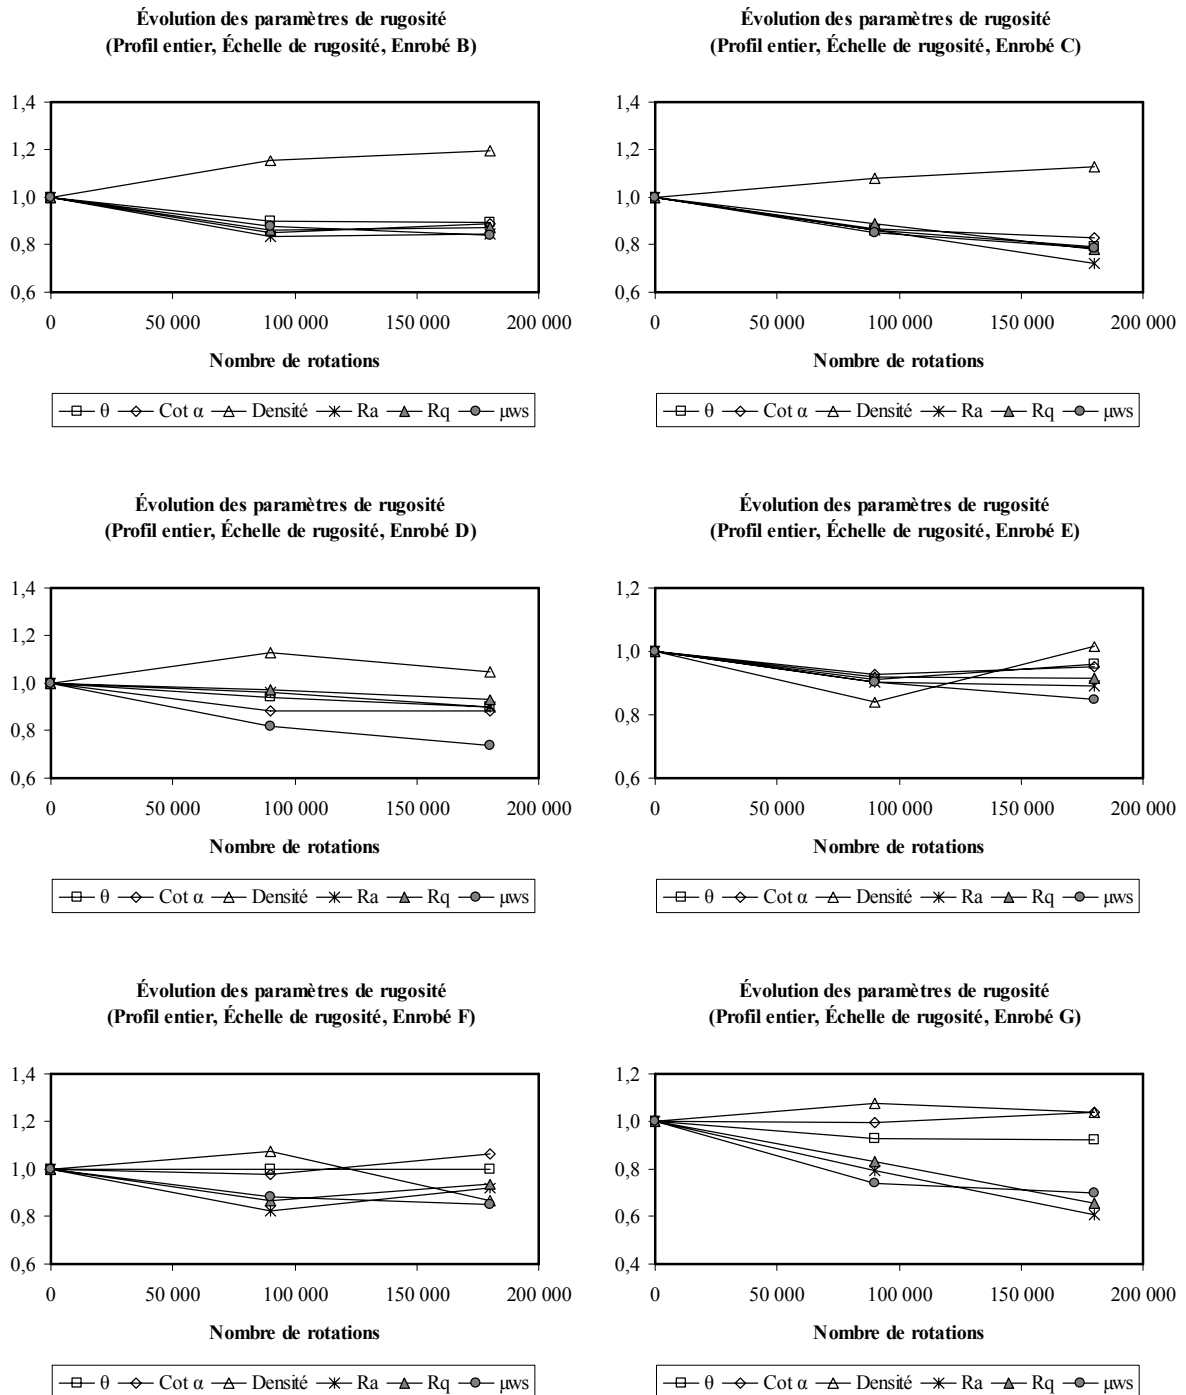 Évolution des paramètres de rugosité
(Profil entier, Échelle de rugosité, Enrobé B)
1,4
1,2
1,0
0,8
0,6
0
50 000
100 000
150 000
200 000
Nombre de rotations
θ Cot α Densité Ra Rq μws
Évolution des paramètres de rugosité
(Profil entier, Échelle de rugosité, Enrobé C)
1,4
1,2
1,0
0,8
0,6
0
50 000
100 000
150 000
200 000
Nombre de rotations
θ Cot α Densité Ra Rq μws
Évolution des paramètres de rugosité
(Profil entier, Échelle de rugosité, Enrobé D)
1,4
1,2
1,0
0,8
0,6
0
50 000
100 000
150 000
200 000
Nombre de rotations
θ Cot α Densité Ra Rq μws
Évolution des paramètres de rugosité
(Profil entier, Échelle de rugosité, Enrobé E)
1,2
1,0
0,8
0,6
0
50 000
100 000
150 000
200 000
Nombre de rotations
θ Cot α Densité Ra Rq μws
Évolution des paramètres de rugosité
(Profil entier, Échelle de rugosité, Enrobé F)
1,4
1,2
1,0
0,8
0,6
0
50 000
100 000
150 000
200 000
Nombre de rotations
θ Cot α Densité Ra Rq μws
Évolution des paramètres de rugosité
(Profil entier, Échelle de rugosité, Enrobé G)
1,2
1,0
0,8
0,6
0,4
0
50 000
100 000
150 000
200 000
Nombre de rotations
θ Cot α Densité Ra Rq μws